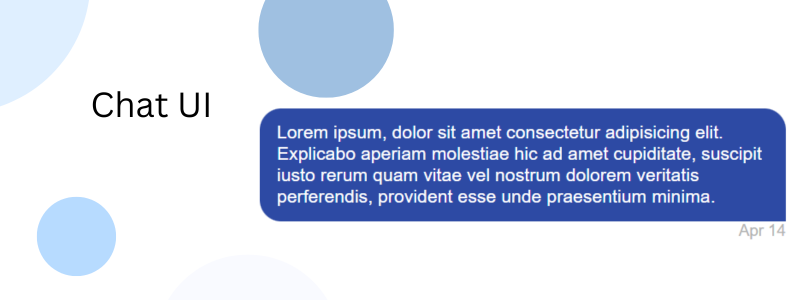 Chat UI
Lorem ipsum, dolor sit amet consectetur adipisicing elit.
Explicabo aperiam molestiae hic ad amet cupiditate, suscipit
iusto rerum quam vitae vel nostrum dolorem veritatis
perferendis, provident esse unde praesentium minima.
Apr 14